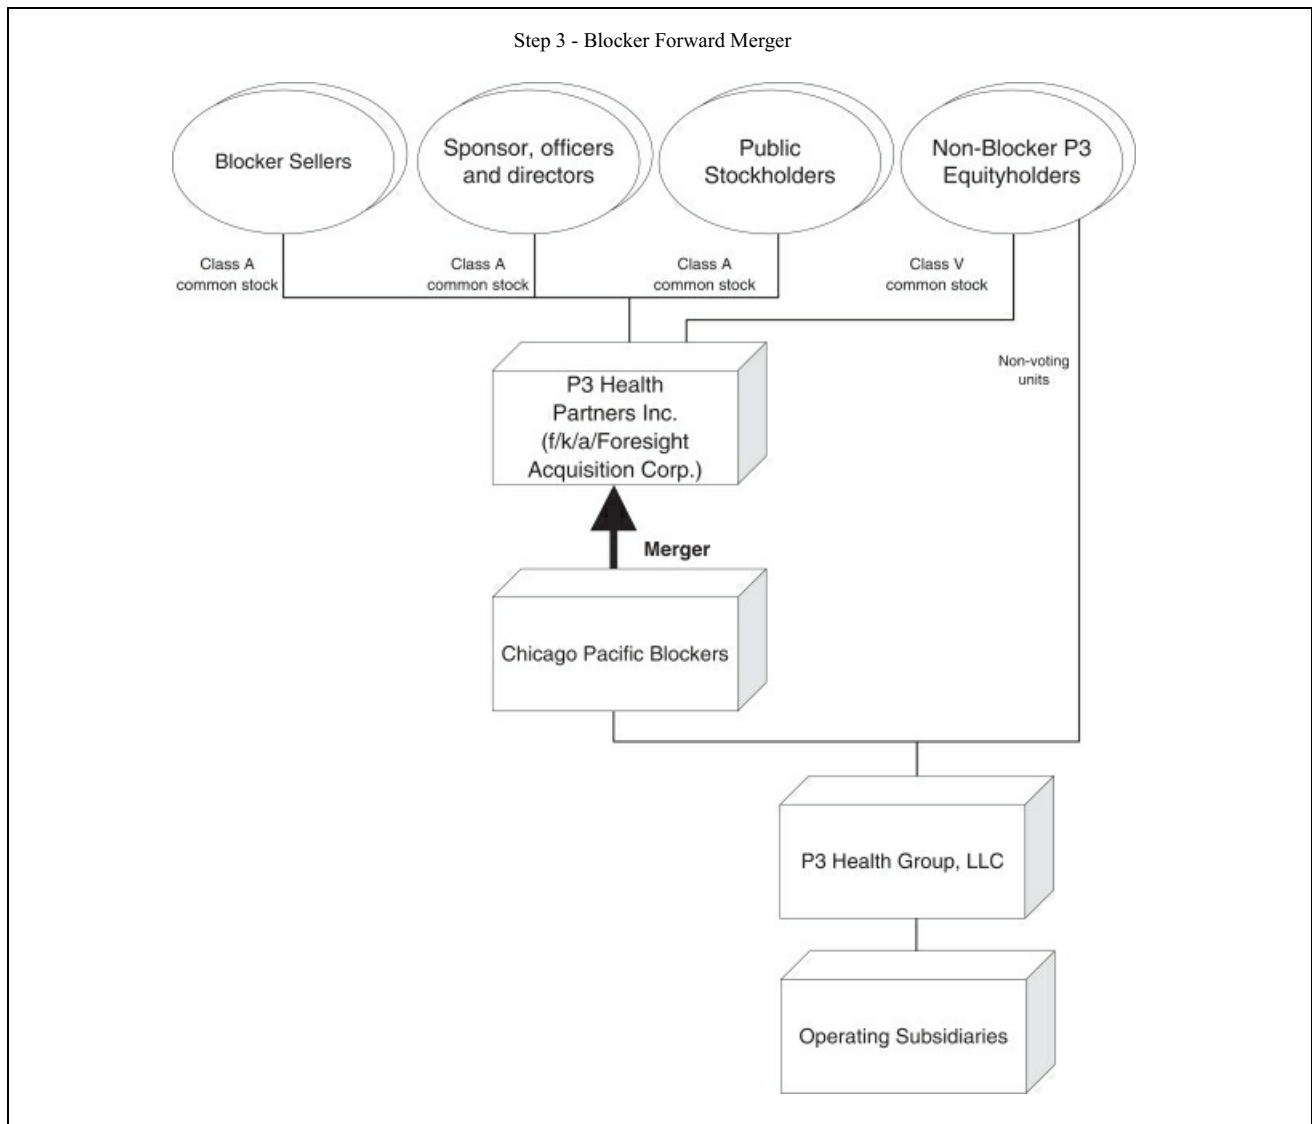 Step 3 - Blocker Forward Merger
Blocker Sellers
Sponsor, officers
and directors
Public
Stockholders
Non-Blocker P3
Equityholders
Class A
common stock
Class A
common stock
Class A
common stock
Class V
common stock
Non-voting
units
P3 Health
Partners Inc.
(f/k/a/Foresight
Acquisition Corp.)
Merger
Chicago Pacific Blockers
P3 Health Group, LLC
Operating Subsidiaries